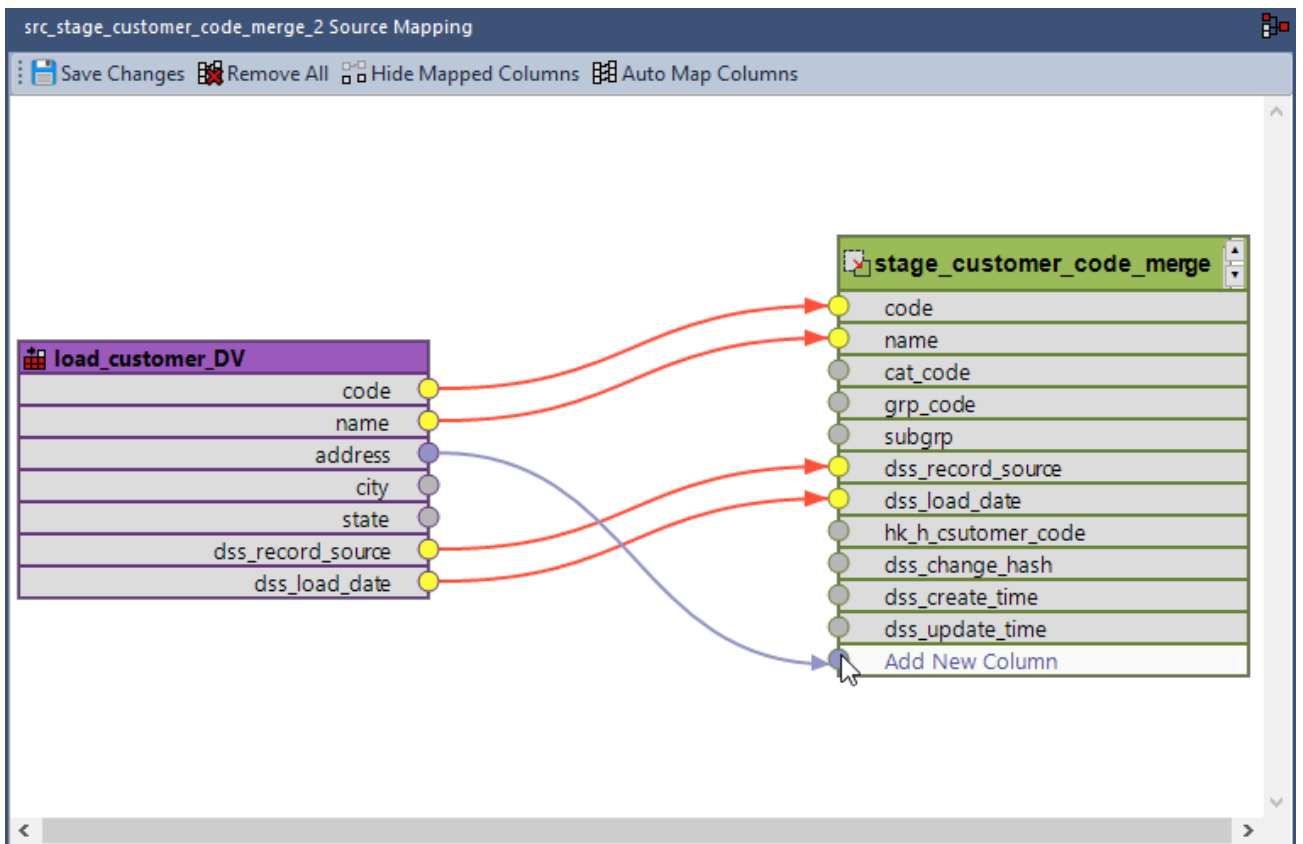 src_stage_customer_code_merge_2 Source Mapping
Save Changes Remove All Hide Mapped Columns Auto Map Columns
load_customer_DV
code
name
address
city
state
dss_record_source
dss_load_date
stage_customer_code_merge
code
name
cat_code
grp_code
subgrp
dss_record_source
dss_load_date
hk_h_csutomer_code
dss_change_hash
dss_create_time
dss_update_time
Add New Column